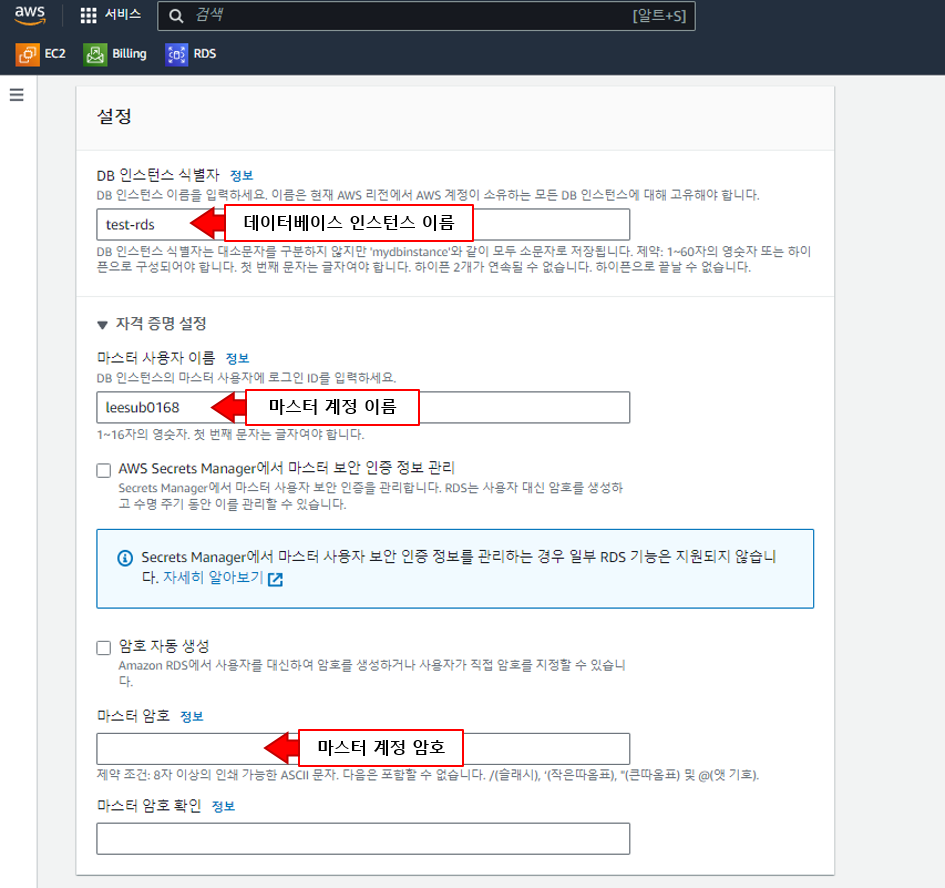 aws
서비스
검색
[알트+S]
EC2
Billing
RDS
설정
DB 인스턴스 식별자 정보
DB 인스턴스 이름을 입력하세요. 이름은 현재 AWS 리전에서 AWS 계정이 소유하는 모든 DB 인스턴스에 대해 고유해야 합니다.
test-rds
데이터베이스 인스턴스 이름
DB 인스턴스 식별자는 대소문자를 구분하지 않지만 'mydbinstance'와 같이 모두 소문자로 저장됩니다. 제약: 1~60자의 영숫자 또는 하이
픈으로 구성되어야 합니다. 첫 번째 문자는 글자여야 합니다. 하이픈 2개가 연속될 수 없습니다. 하이픈으로 끝날 수 없습니다.
자격 증명 설정
마스터 사용자 이름 정보
DB 인스턴스의 마스터 사용자에 로그인 ID를 입력하세요.
leesub0168
마스터 계정 이름
1~16자의 영숫자. 첫 번째 문자는 글자여야 합니다.
AWS Secrets Manager에서 마스터 보안 인증 정보 관리
Secrets Manager에서 마스터 사용자 보안 인증을 관리합니다. RDS는 사용자 대신 암호를 생성하
고 수명 주기 동안 이를 관리할 수 있습니다.
Secrets Manager에서 마스터 사용자 보안 인증 정보를 관리하는 경우 일부 RDS 기능은 지원되지 않습니
다. 자세히 알아보기
암호 자동 생성
Amazon RDS에서 사용자를 대신하여 암호를 생성하거나 사용자가 직접 암호를 지정할 수 있습니
다.
마스터 암호 정보
마스터 계정 암호
제약 조건: 8자 이상의 인쇄 가능한 ASCII 문자. 다음은 포함할 수 없습니다. /(슬래시), '(작은따옴표), "(큰따옴표) 및 @(앳 기호).
마스터 암호 확인 정보